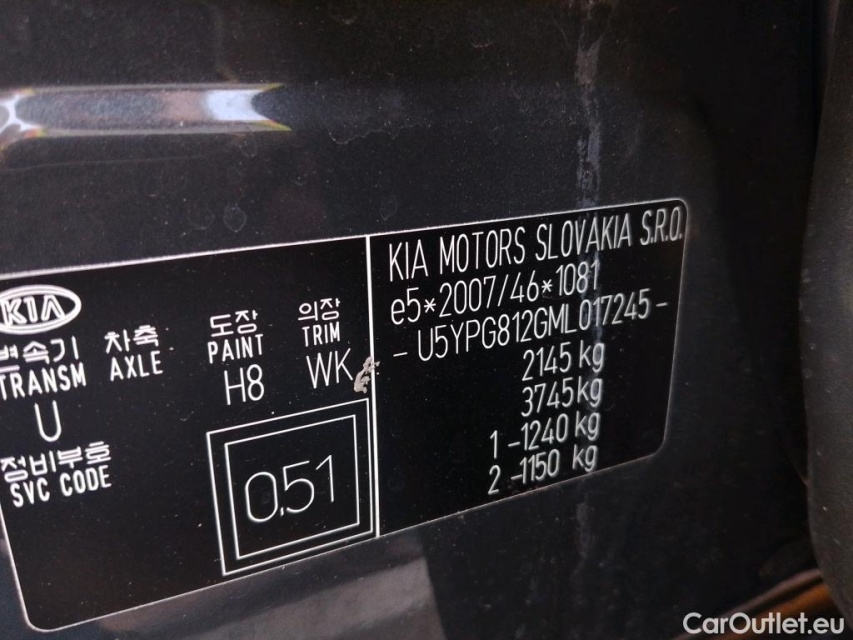 KIA
변속기 차축 도장 의장
TRANSM AXLE PAINT TRIM
U H8 WK
정비부호
SVC CODE
0,51
KIA MOTORS SLOVAKIA S.R.O.
e5*2007/46*1081
- U5YPG812GML017245 -
2145 kg
3745 kg
1 -1240 kg
2 -1150 kg
CarOutlet.eu